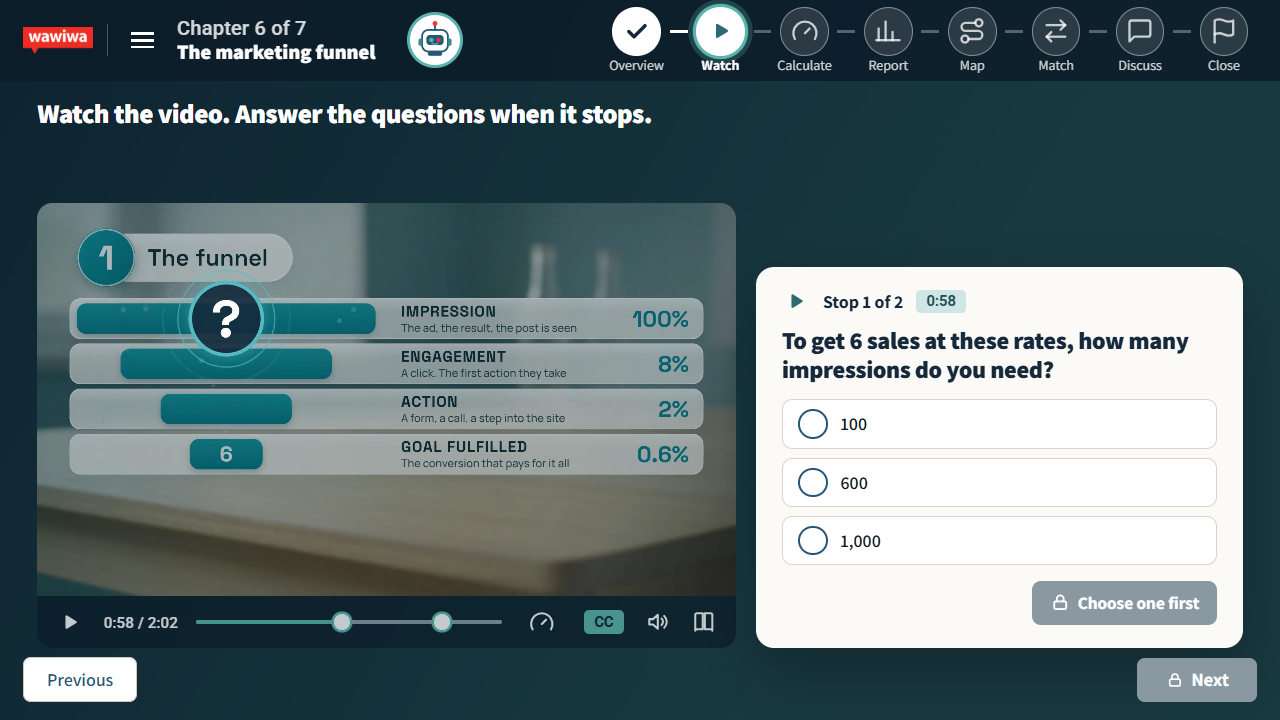 wawiwa
Chapter 6 of 7
The marketing funnel
Overview
Watch
Calculate
Report
Map
Match
Discuss
Close
Watch the video. Answer the questions when it stops.
1
The funnel
?
IMPRESSION
The ad, the result, the post is seen
100%
ENGAGEMENT
A click. The first action they take
8%
ACTION
A form, a call, a step into the site
2%
6
GOAL FULFILLED
The conversion that pays for it all
0.6%
0:58 / 2:02
CC
Stop 1 of 2
0:58
To get 6 sales at these rates, how many
impressions do you need?
100
600
1,000
Choose one first
Previous
Next